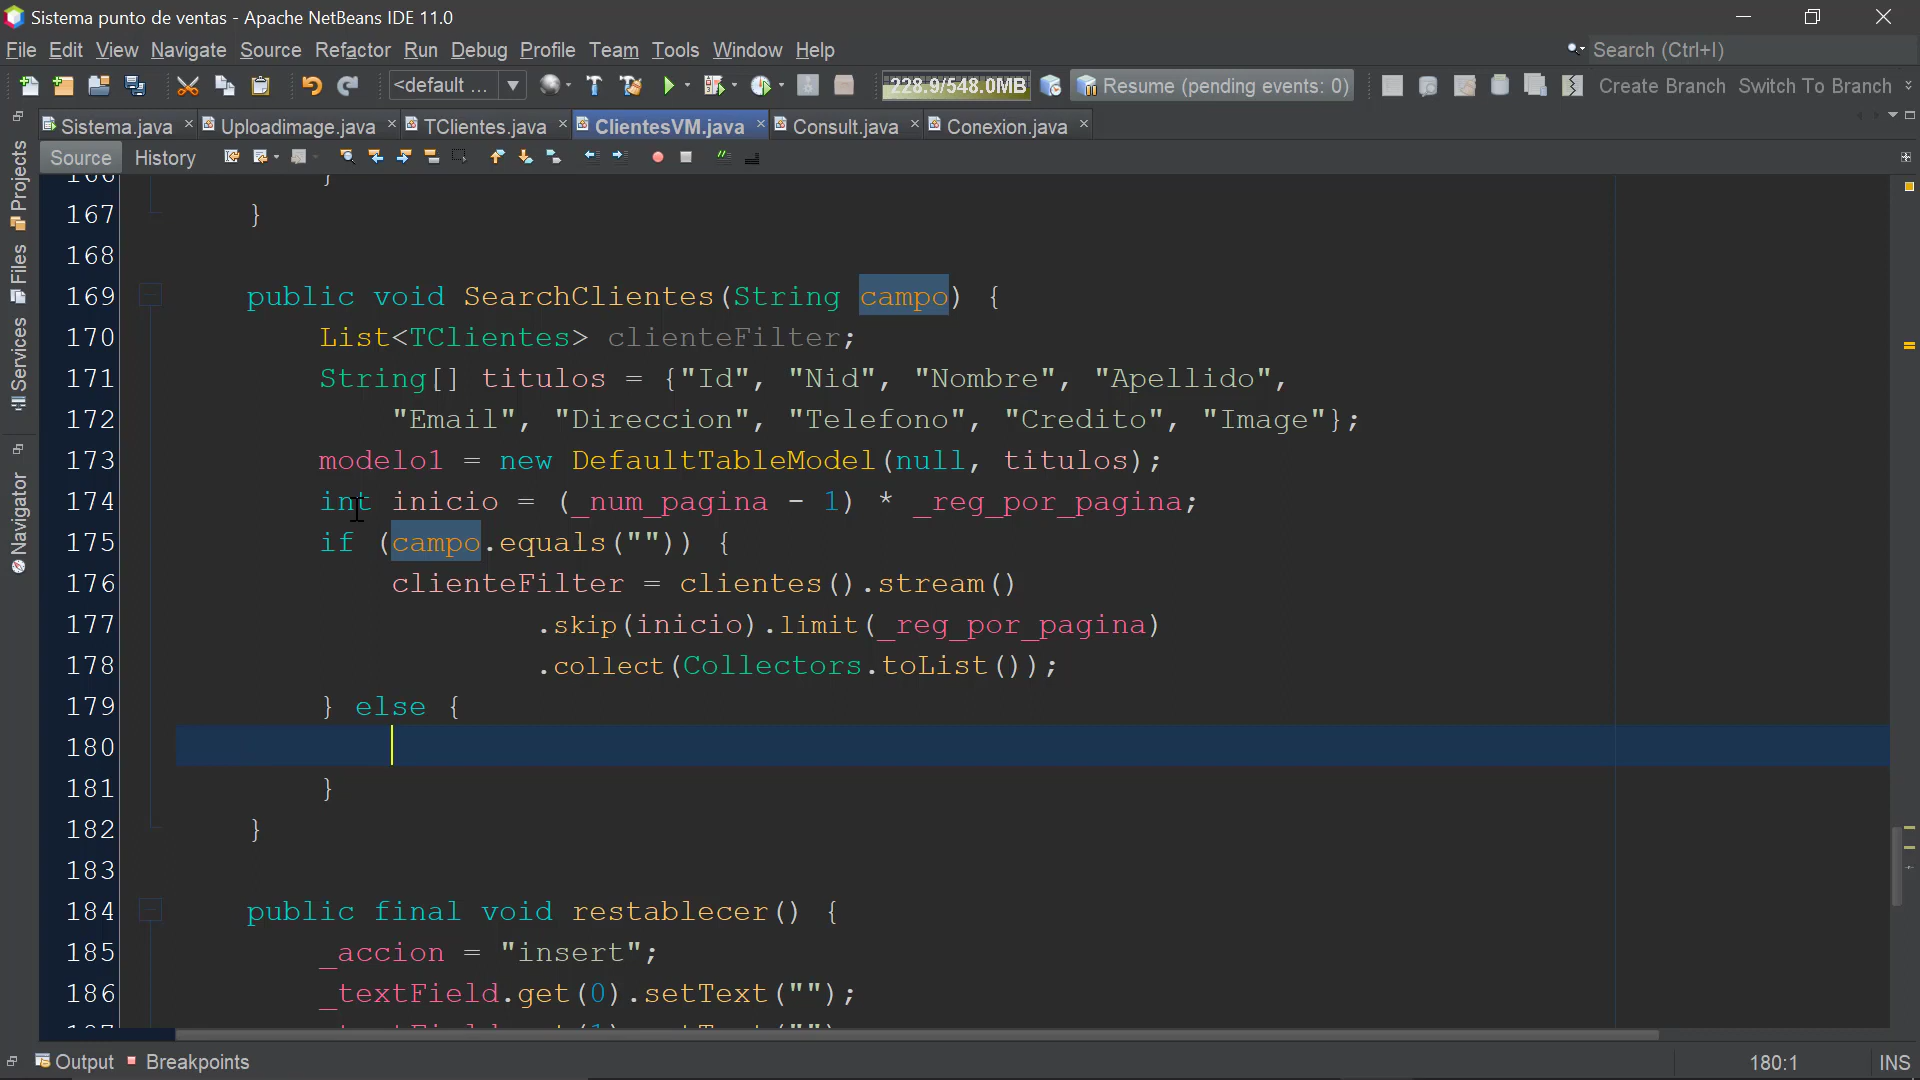 Sistema punto de ventas - Apache NetBeans IDE 11.0
File Edit View Navigate Source Refactor Run Debug Profile Team Tools Window Help
Search (Ctrl+I)
<default ...
228.9/548.0MB
Resume (pending events: 0)
Create Branch Switch To Branch
Sistema.java
Uploadimage.java
TClientes.java
ClientesVM.java
Consult.java
Conexion.java
Source History
Projects
Files
Services
Navigator
166 }
167 }
168
169 public void SearchClientes(String campo) {
170 List<TClientes> clienteFilter;
171 String[] titulos = {"Id", "Nid", "Nombre", "Apellido",
172 "Email", "Direccion", "Telefono", "Credito", "Image"};
173 modelo1 = new DefaultTableModel(null, titulos);
174 int inicio = (_num_pagina - 1) * _reg_por_pagina;
175 if (campo.equals("")) {
176 clienteFilter = clientes().stream()
177 .skip(inicio).limit(_reg_por_pagina)
178 .collect(Collectors.toList());
179 } else {
180
181 }
182 }
183
184 public final void restablecer() {
185 _accion = "insert";
186 _textField.get(0).setText("");
Output Breakpoints
180:1 INS